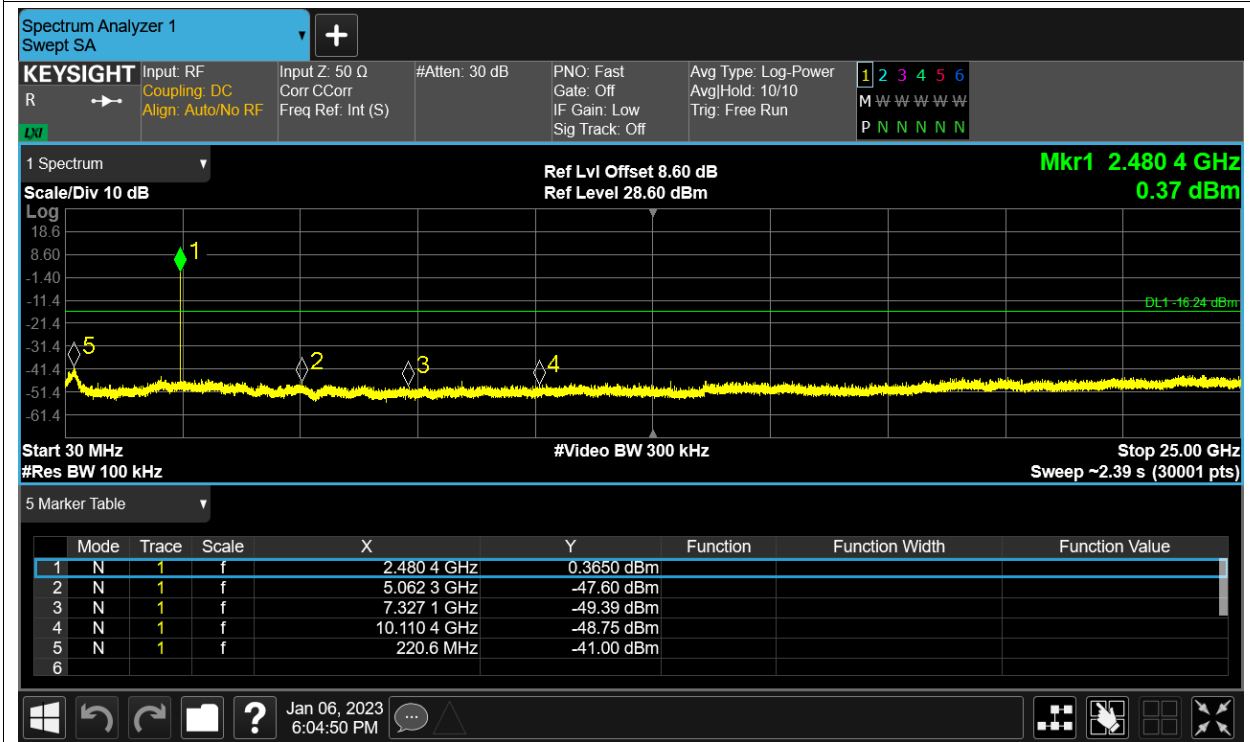 Spectrum Analyzer 1
Swept SA
+
KEYSIGHT
R
LXI
Input: RF
Coupling: DC
Align: Auto/No RF
Input Z: 50 Ω
Corr CCorr
Freq Ref: Int (S)
#Atten: 30 dB
PNO: Fast
Gate: Off
IF Gain: Low
Sig Track: Off
Avg Type: Log-Power
Avg|Hold: 10/10
Trig: Free Run
1 2 3 4 5 6
M W W W W W
P N N N N N
1 Spectrum
Scale/Div 10 dB
Ref Lvl Offset 8.60 dB
Ref Level 28.60 dBm
Mkr1 2.480 4 GHz
0.37 dBm
Log
18.6
8.60
-1.40
-11.4
-21.4
-31.4
-41.4
-51.4
-61.4
1
DL1 -16.24 dBm
5
2
3
4
Start 30 MHz
#Video BW 300 kHz
Stop 25.00 GHz
#Res BW 100 kHz
Sweep ~2.39 s (30001 pts)
5 Marker Table
Mode Trace Scale X Y Function Function Width Function Value
1 N 1 f 2.480 4 GHz 0.3650 dBm
2 N 1 f 5.062 3 GHz -47.60 dBm
3 N 1 f 7.327 1 GHz -49.39 dBm
4 N 1 f 10.110 4 GHz -48.75 dBm
5 N 1 f 220.6 MHz -41.00 dBm
6
?
Jan 06, 2023
6:04:50 PM